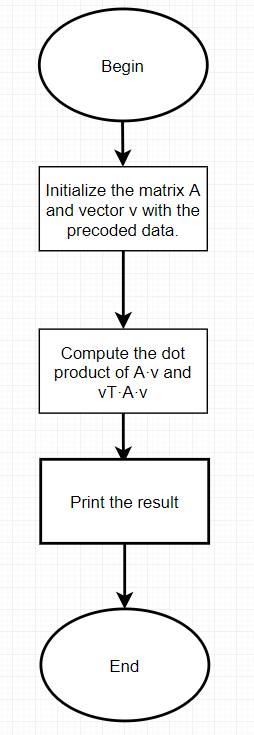 Begin
Initialize the matrix A
and vector v with the
precoded data.
Compute the dot
product of A·v and
vT·A·v
Print the result
End